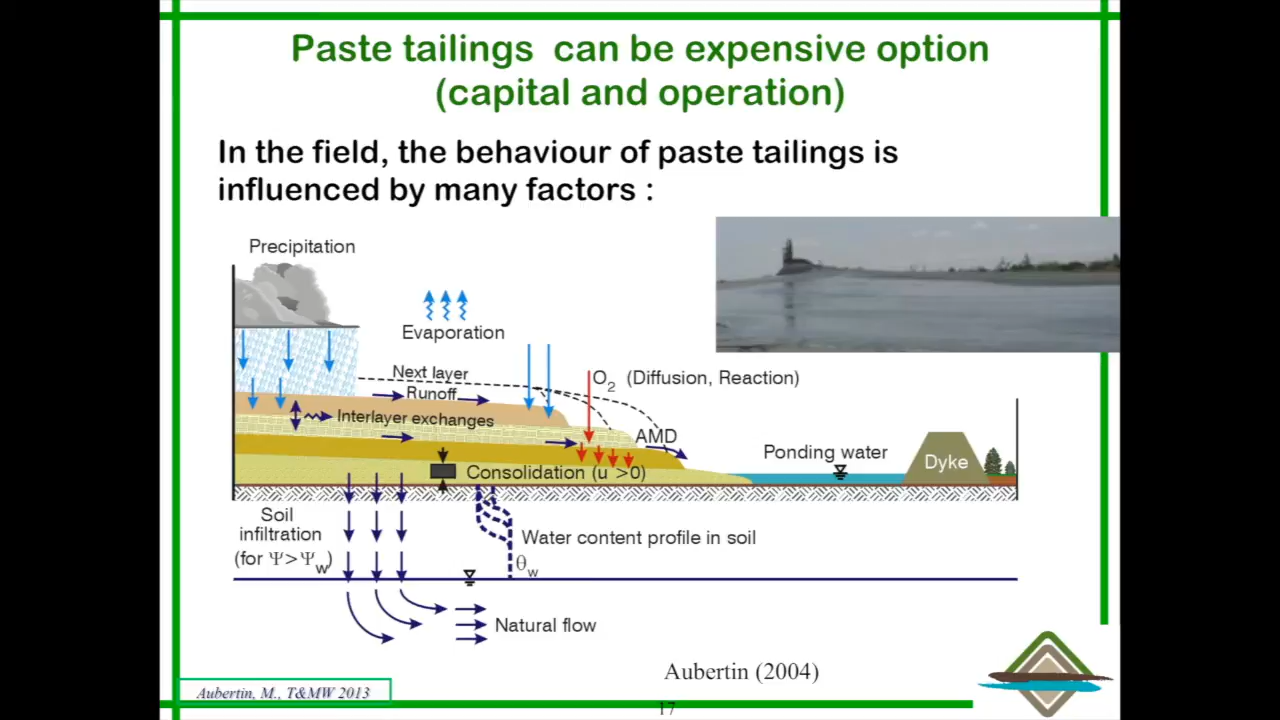 Paste tailings can be expensive option
(capital and operation)
In the field, the behaviour of paste tailings is
influenced by many factors :
Precipitation
Evaporation
Next layer
Runoff
Interlayer exchanges
O2 (Diffusion, Reaction)
AMD
Consolidation (u >0)
Ponding water
Dyke
Soil
infiltration
(for Ψ>Ψw)
Water content profile in soil
θw
Natural flow
Aubertin (2004)
Aubertin, M., T&MW 2013
17